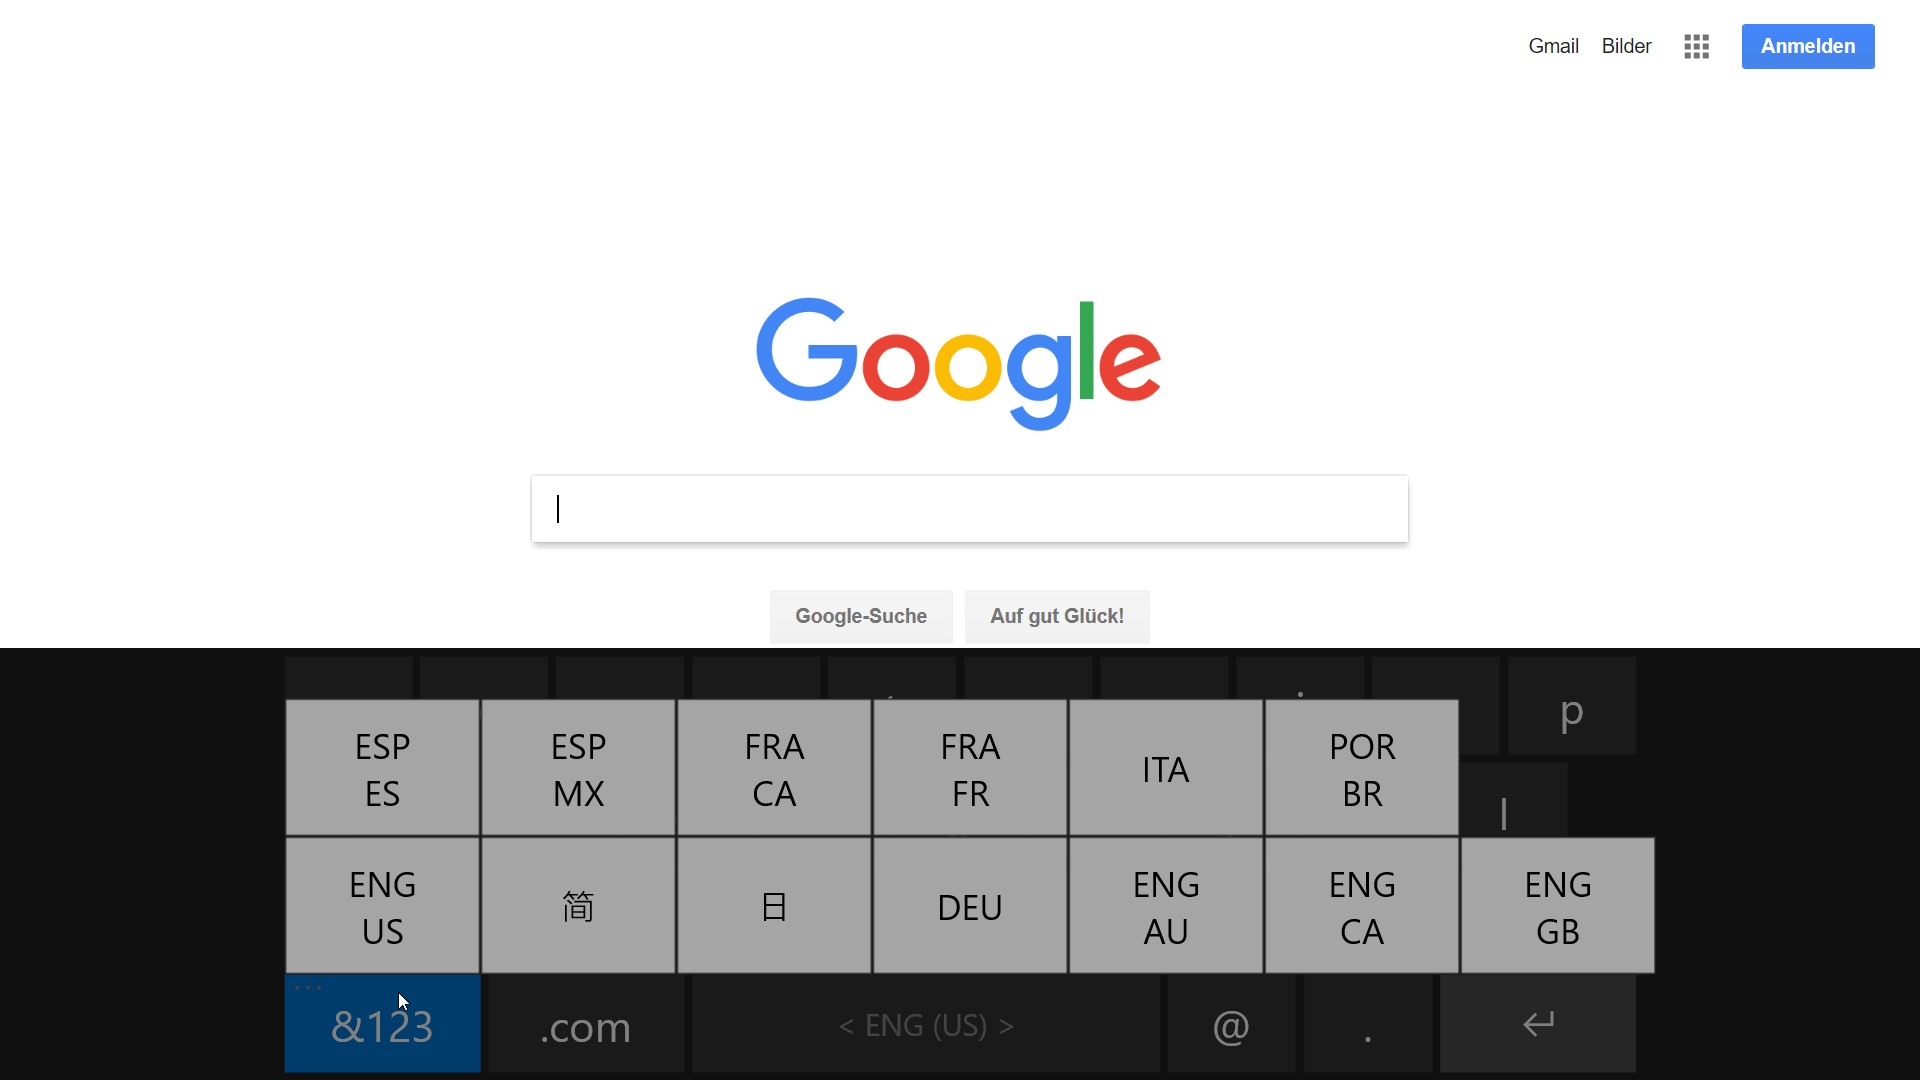 Gmail Bilder Anmelden
Google
Google-Suche Auf gut Glück!
p
ESP ES
ESP MX
FRA CA
FRA FR
ITA
POR BR
l
ENG US
简
日
DEU
ENG AU
ENG CA
ENG GB
&123 .com < ENG (US) > @ .